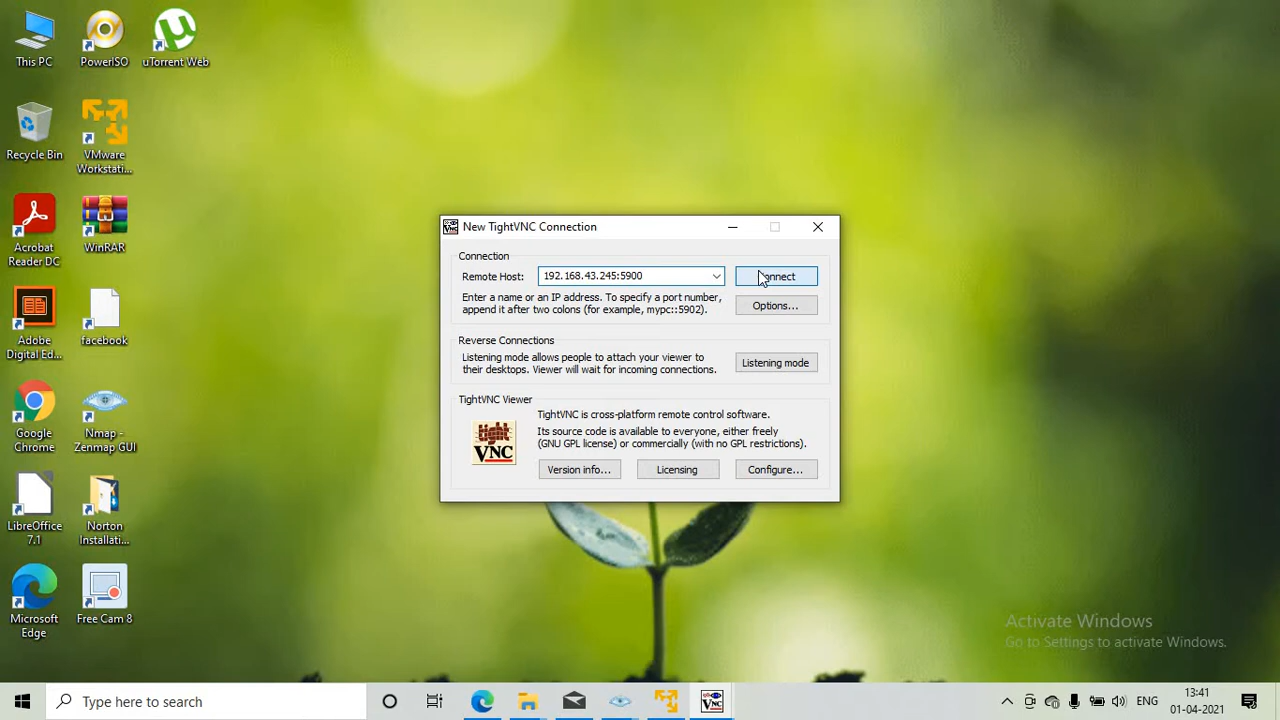 This PC
PowerISO
uTorrent Web
Recycle Bin
VMware
Workstati...
Acrobat
Reader DC
WinRAR
Adobe
Digital Ed...
facebook
Google
Chrome
Nmap -
Zenmap GUI
LibreOffice
7.1
Norton
Installati...
Microsoft
Edge
Free Cam 8
New TightVNC Connection
Connection
Remote Host:
192.168.43.245:5900
Connect
Enter a name or an IP address. To specify a port number,
append it after two colons (for example, mypc::5902).
Options...
Reverse Connections
Listening mode allows people to attach your viewer to
their desktops. Viewer will wait for incoming connections.
Listening mode
TightVNC Viewer
tight
VNC
TightVNC is cross-platform remote control software.
Its source code is available to everyone, either freely
(GNU GPL license) or commercially (with no GPL restrictions).
Version info...
Licensing
Configure...
Activate Windows
Go to Settings to activate Windows.
Type here to search
ENG
13:41
01-04-2021